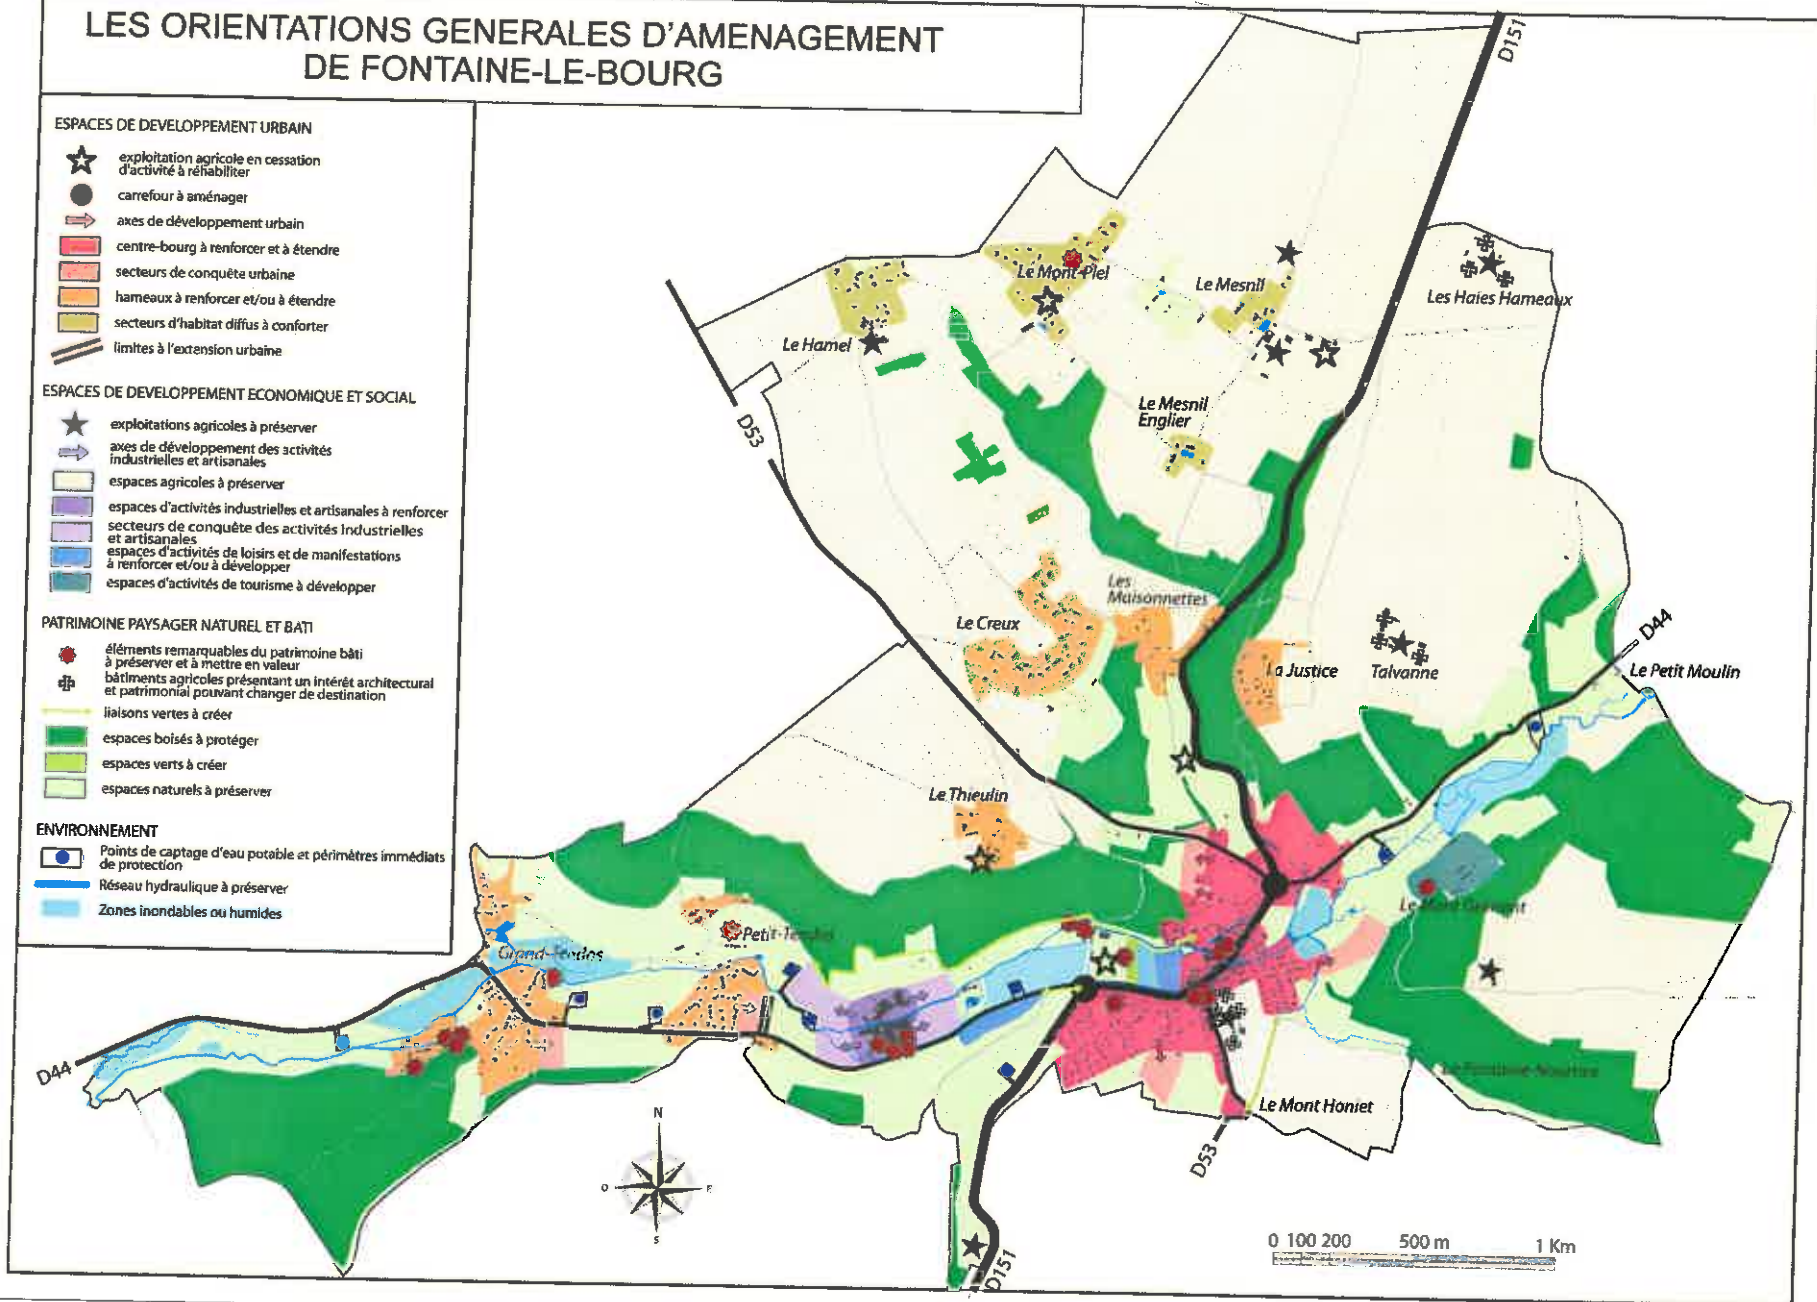 LES ORIENTATIONS GENERALES D'AMENAGEMENT
DE FONTAINE-LE-BOURG
ESPACES DE DEVELOPPEMENT URBAIN
exploitation agricole en cessation
d'activité à réhabiliter
carrefour à aménager
axes de développement urbain
centre-bourg à renforcer et à étendre
secteurs de conquête urbaine
hameaux à renforcer et/ou à étendre
secteurs d'habitat diffus à conforter
limites à l'extension urbaine
ESPACES DE DEVELOPPEMENT ECONOMIQUE ET SOCIAL
exploitations agricoles à préserver
axes de développement des activités
industrielles et artisanales
espaces agricoles à préserver
espaces d'activités industrielles et artisanales à renforcer
secteurs de conquête des activités industrielles
et artisanales
espaces d'activités de loisirs et de manifestations
à renforcer et/ou à développer
espaces d'activités de tourisme à développer
PATRIMOINE PAYSAGER NATUREL ET BATI
éléments remarquables du patrimoine bâti
à préserver et à mettre en valeur
bâtiments agricoles présentant un intérêt architectural
et patrimonial pouvant changer de destination
liaisons vertes à créer
espaces boisés à protéger
espaces verts à créer
espaces naturels à préserver
ENVIRONNEMENT
Points de captage d'eau potable et périmètres immédiats
de protection
Réseau hydraulique à préserver
Zones inondables ou humides
D151
Le Mont-Piel
Le Mesnil
Les Haies Hameaux
Le Hamel
Le Mesnil
Englier
D53
Les
Maisonnettes
Le Creux
La Justice
Talvanne
D44
Le Petit Moulin
Le Thieulin
Petit-Tendos
Grand-Tendos
D44
Le Mont Honiet
D53
D151
N
O
E
S
0 100 200 500 m 1 Km